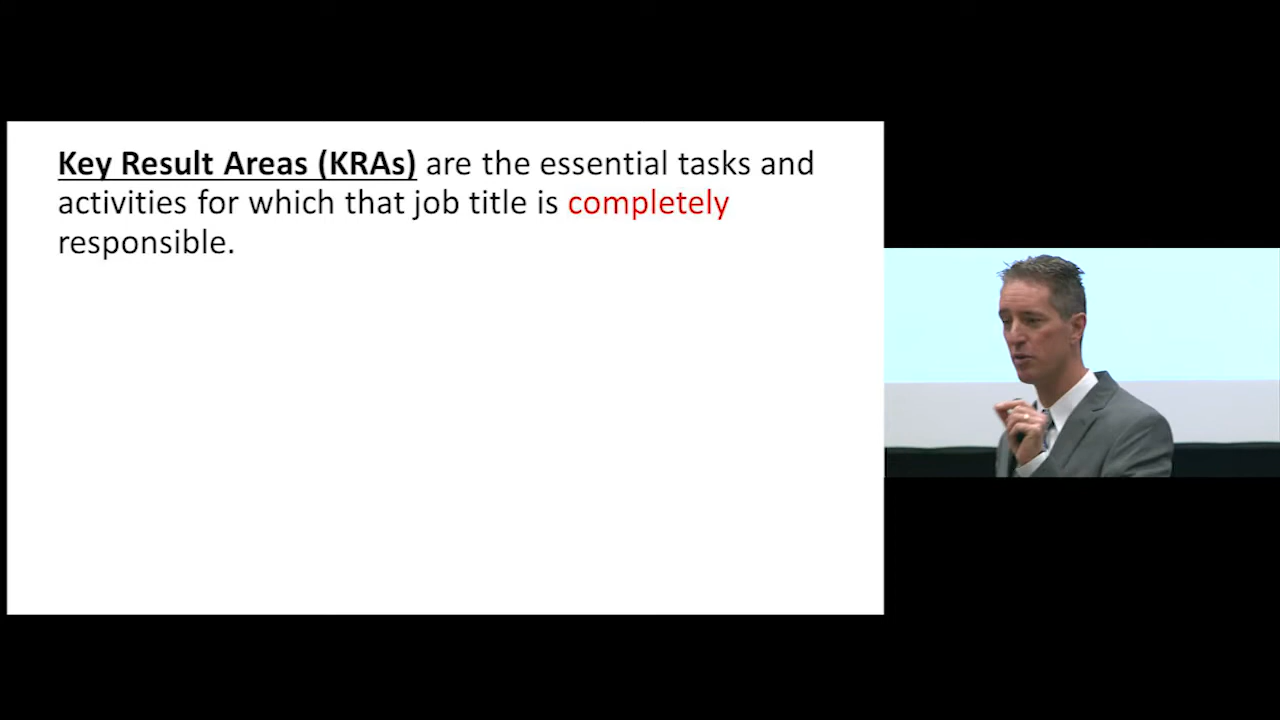 Key Result Areas (KRAs) are the essential tasks and
activities for which that job title is completely
responsible.